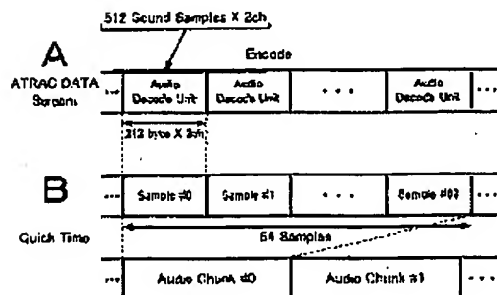 512 Sound Samples X 2ch
A
Encode
ATRAC DATA
Stream
... Audio Decode Unit Audio Decode Unit ... Audio Decode Unit ...
212 byte X 2ch
B
... Sample #0 Sample #1 ... Sample #63 ...
Quick Time
64 Samples
... Audio Chunk #0 Audio Chunk #1 ...